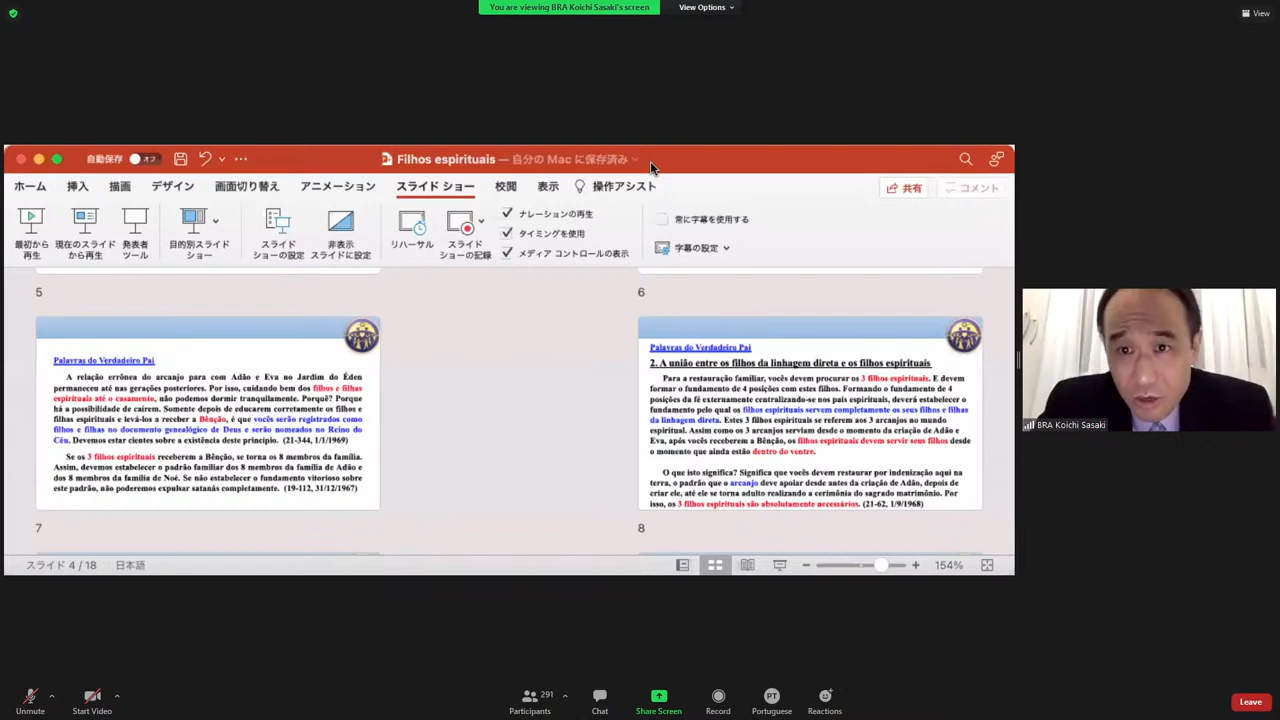 You are viewing BRA Koichi Sasaki's screen
View Options
View
自動保存 オフ
Filhos espirituais — 自分の Mac に保存済み
ホーム 挿入 描画 デザイン 画面切り替え アニメーション スライド ショー 校閲 表示 操作アシスト
共有
コメント
最初から
再生
現在のスライド
から再生
発表者
ツール
目的別スライド
ショー
スライド
ショーの設定
非表示
スライドに設定
リハーサル
スライド
ショーの記録
ナレーションの再生
タイミングを使用
メディア コントロールの表示
常に字幕を使用する
字幕の設定
5
6
Palavras do Verdadeiro Pai
A relação errônea do arcanjo para com Adão e Eva no Jardim do Éden
permaneceu até nas gerações posteriores. Por isso, cuidando bem dos filhos e filhas
espirituais até o casamento, não podemos dormir tranquilamente. Porquê? Porque
há a possibilidade de caírem. Somente depois de educarem corretamente os filhos e
filhas espirituais e levá-los a receber a Bênção, é que vocês serão registrados como
filhos e filhas no documento genealógico de Deus e serão nomeados no Reino do
Céu. Devemos estar cientes sobre a existência deste princípio. (21-344, 1/1/1969)
Se os 3 filhos espirituais receberem a Bênção, se torna os 8 membros da família.
Assim, devemos estabelecer o padrão familiar dos 8 membros da família de Adão e
dos 8 membros da família de Noé. Se não estabelecer o fundamento vitorioso sobre
este padrão, não poderemos expulsar satanás completamente. (19-112, 31/12/1967)
7
Palavras do Verdadeiro Pai
2. A união entre os filhos da linhagem direta e os filhos espirituais
Para a restauração familiar, vocês devem procurar os 3 filhos espirituais. E devem
formar o fundamento de 4 posições com estes filhos. Formando o fundamento de 4
posições da fé externamente centralizando-se nos pais espirituais, deverá estabelecer o
fundamento pelo qual os filhos espirituais servem completamente os seus filhos e filhas
da linhagem direta. Estes 3 filhos espirituais se referem aos 3 arcanjos no mundo
espiritual. Assim como os 3 arcanjos serviam desde o momento da criação de Adão e
Eva, após vocês receberem a Bênção, os filhos espirituais devem servir seus filhos desde
o momento que ainda estão dentro do ventre.
O que isto significa? Significa que vocês devem restaurar por indenização aqui na
terra, o padrão que o arcanjo deve apoiar desde antes da criação de Adão, depois de
criar ele, até ele se torna adulto realizando a cerimônia do sagrado matrimônio. Por
isso, os 3 filhos espirituais são absolutamente necessários. (21-62, 1/9/1968)
8
スライド 4 / 18 日本語
154%
BRA Koichi Sasaki
Unmute
Start Video
291
Participants
Chat
Share Screen
Record
PT
Portuguese
Reactions
Leave